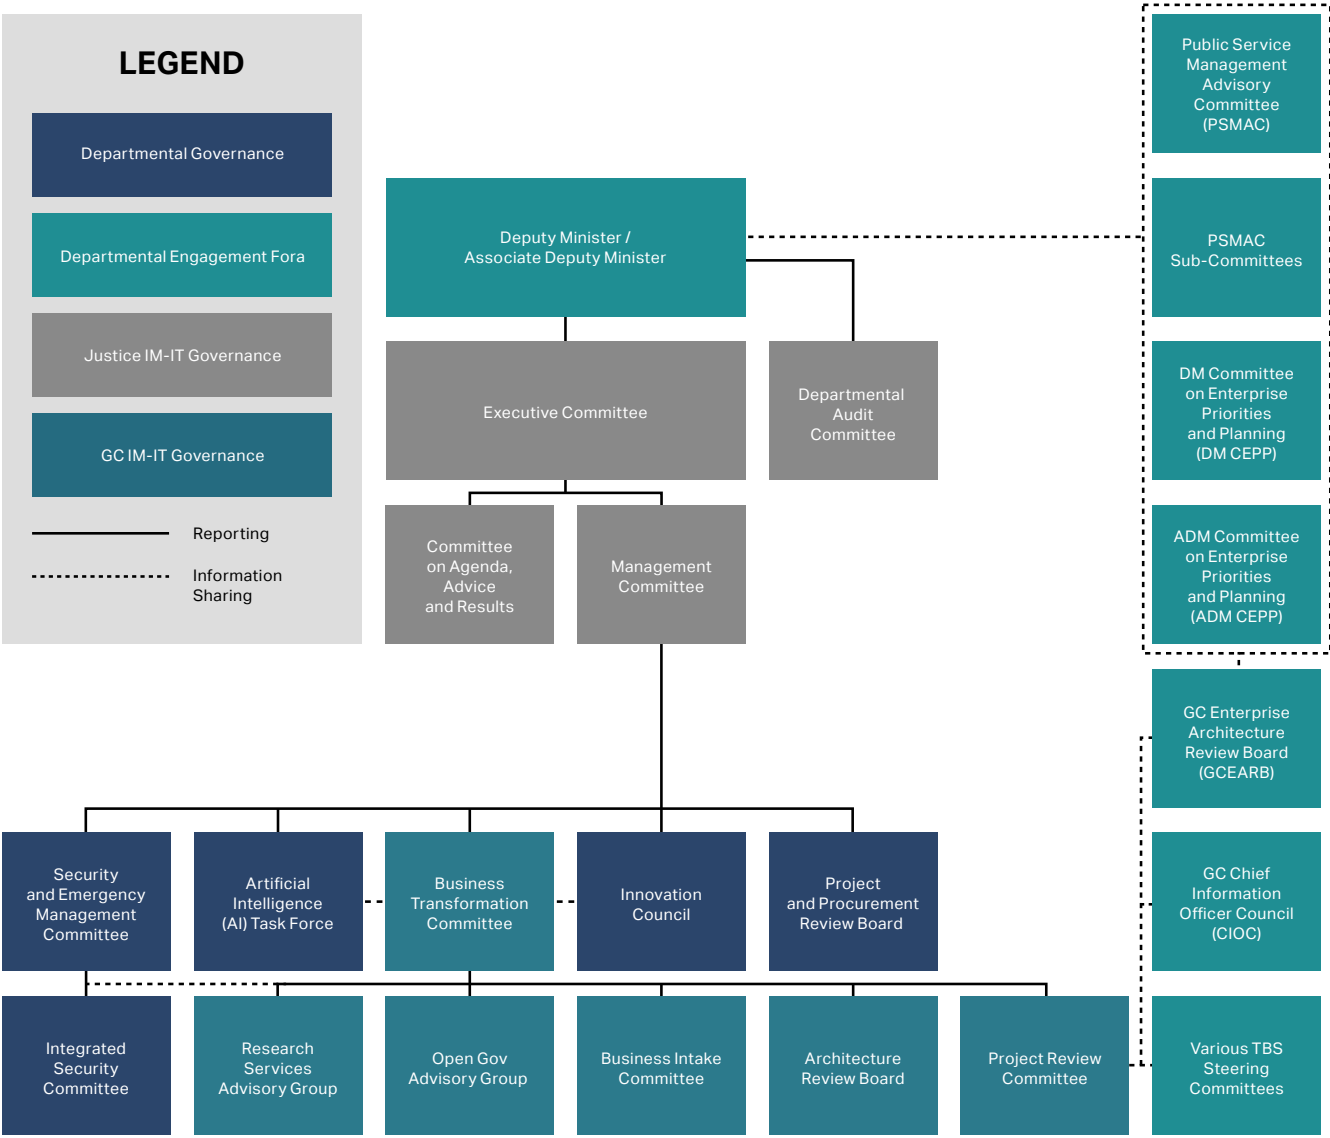 LEGEND
Departmental Governance
Departmental Engagement Fora
Justice IM-IT Governance
GC IM-IT Governance
Reporting
Information
Sharing
Deputy Minister /
Associate Deputy Minister
Executive Committee
Departmental
Audit
Committee
Committee
on Agenda,
Advice
and Results
Management
Committee
Public Service
Management
Advisory
Committee
(PSMAC)
PSMAC
Sub-Committees
DM Committee
on Enterprise
Priorities
and Planning
(DM CEPP)
ADM Committee
on Enterprise
Priorities
and Planning
(ADM CEPP)
GC Enterprise
Architecture
Review Board
(GCEARB)
GC Chief
Information
Officer Council
(CIOC)
Various TBS
Steering
Committees
Security
and Emergency
Management
Committee
Artificial
Intelligence
(AI) Task Force
Business
Transformation
Committee
Innovation
Council
Project
and Procurement
Review Board
Integrated
Security
Committee
Research
Services
Advisory Group
Open Gov
Advisory Group
Business Intake
Committee
Architecture
Review Board
Project Review
Committee